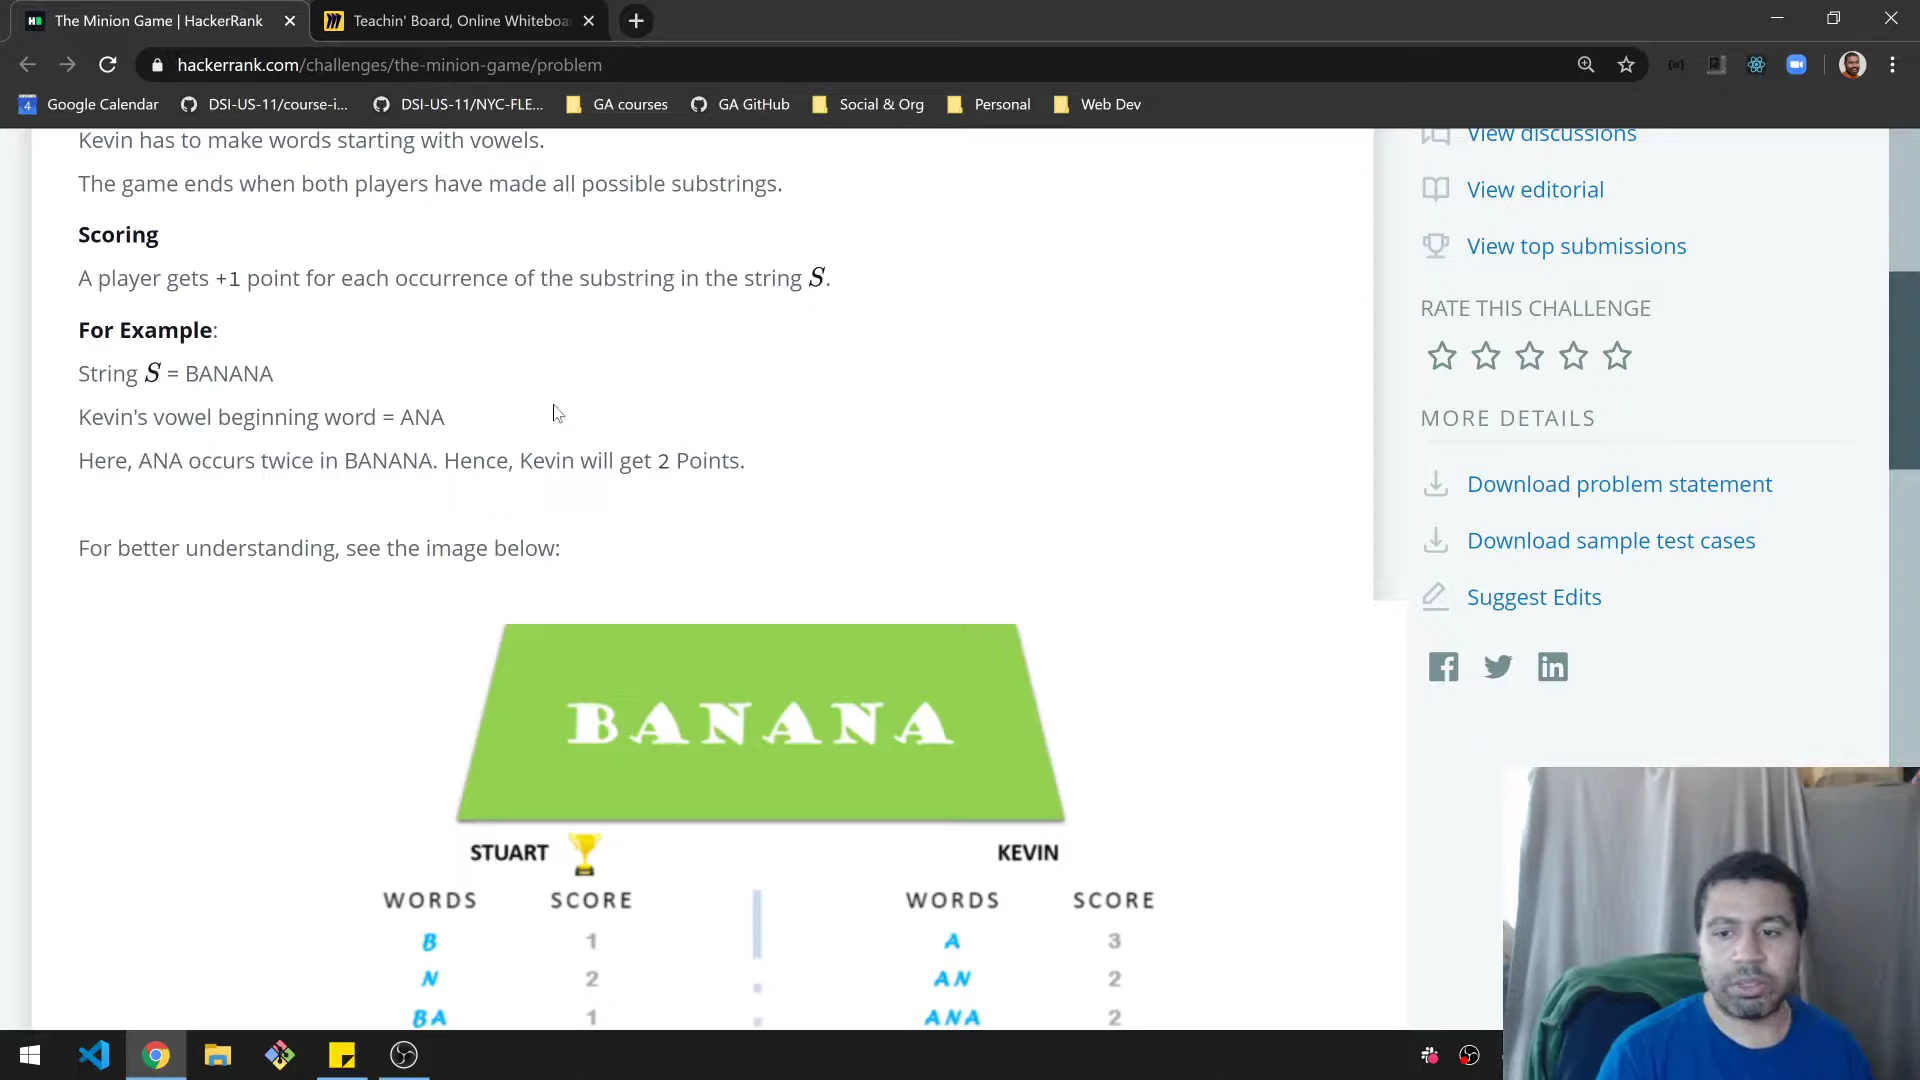 The Minion Game | HackerRank
Teachin' Board, Online Whiteboa
hackerrank.com/challenges/the-minion-game/problem
Google Calendar
DSI-US-11/course-i...
DSI-US-11/NYC-FLE...
GA courses
GA GitHub
Social & Org
Personal
Web Dev
Kevin has to make words starting with vowels.
The game ends when both players have made all possible substrings.
Scoring
A player gets +1 point for each occurrence of the substring in the string S.
For Example:
String S = BANANA
Kevin's vowel beginning word = ANA
Here, ANA occurs twice in BANANA. Hence, Kevin will get 2 Points.
For better understanding, see the image below:
BANANA
STUART KEVIN
WORDS SCORE WORDS SCORE
B 1 A 3
N 2 AN 2
BA 1 ANA 2
View discussions
View editorial
View top submissions
RATE THIS CHALLENGE
MORE DETAILS
Download problem statement
Download sample test cases
Suggest Edits